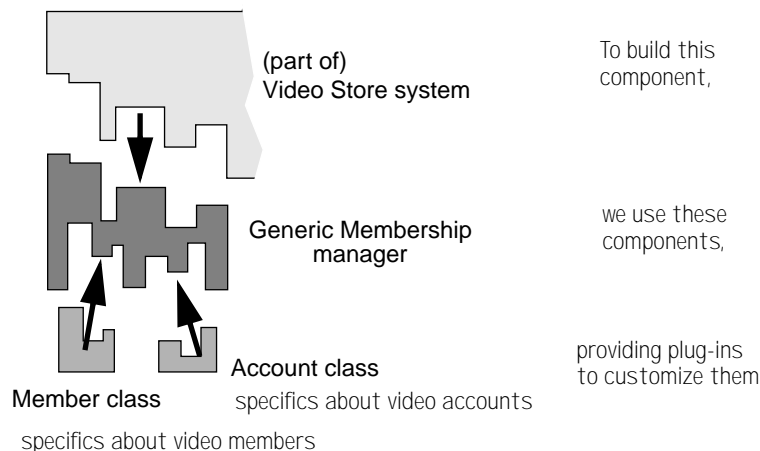 (part of)
Video Store system
To build this
component,
Generic Membership
manager
we use these
components,
Account class
providing plug-ins
to customize them
Member class
specifics about video accounts
specifics about video members